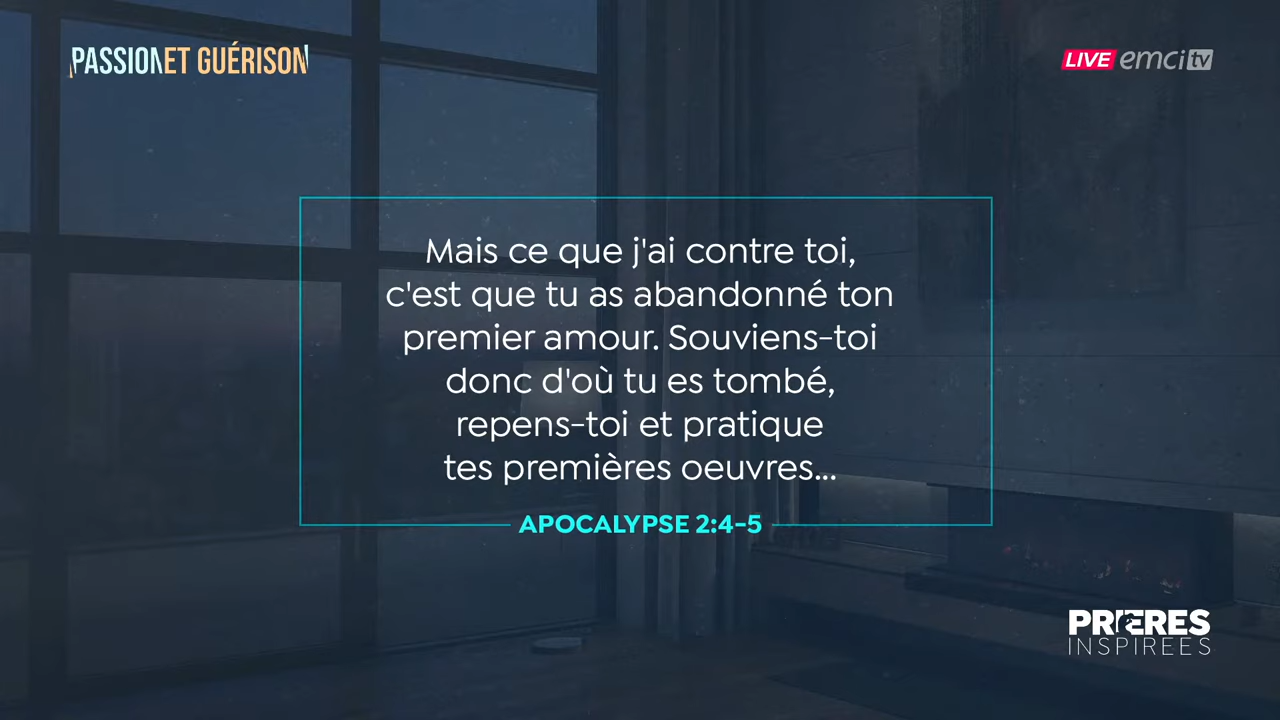 PASSION ET GUÉRISON
LIVE emci tv
Mais ce que j'ai contre toi,
c'est que tu as abandonné ton
premier amour. Souviens-toi
donc d'où tu es tombé,
repens-toi et pratique
tes premières oeuvres...
APOCALYPSE 2:4-5
PRIÈRES
INSPIREES